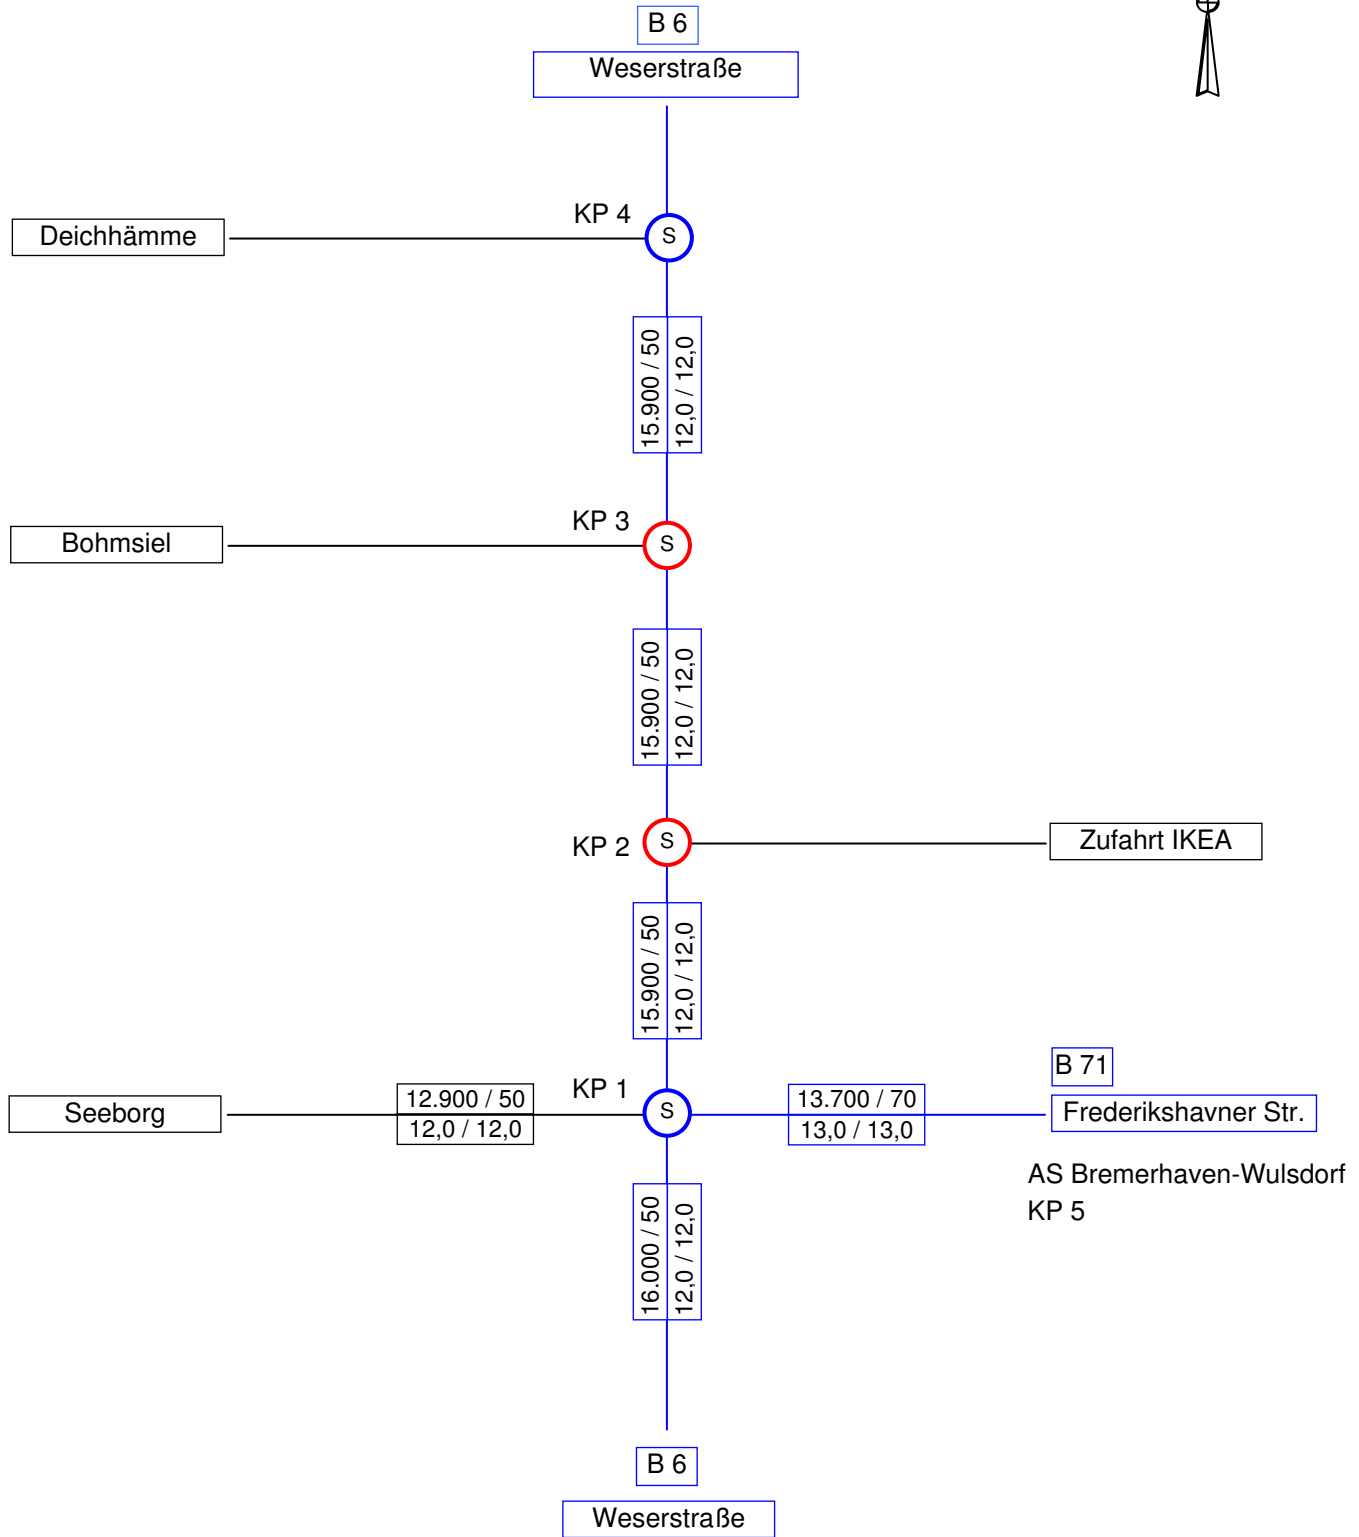 B 6
Weserstraße
KP 4
S
Deichhämme
15.900 / 50
12,0 / 12,0
KP 3
S
Bohmsiel
15.900 / 50
12,0 / 12,0
KP 2
S
Zufahrt IKEA
15.900 / 50
12,0 / 12,0
B 71
KP 1
S
Seeborg
12.900 / 50
12,0 / 12,0
13.700 / 70
13,0 / 13,0
Frederikshavner Str.
AS Bremerhaven-Wulsdorf
KP 5
16.000 / 50
12,0 / 12,0
B 6
Weserstraße